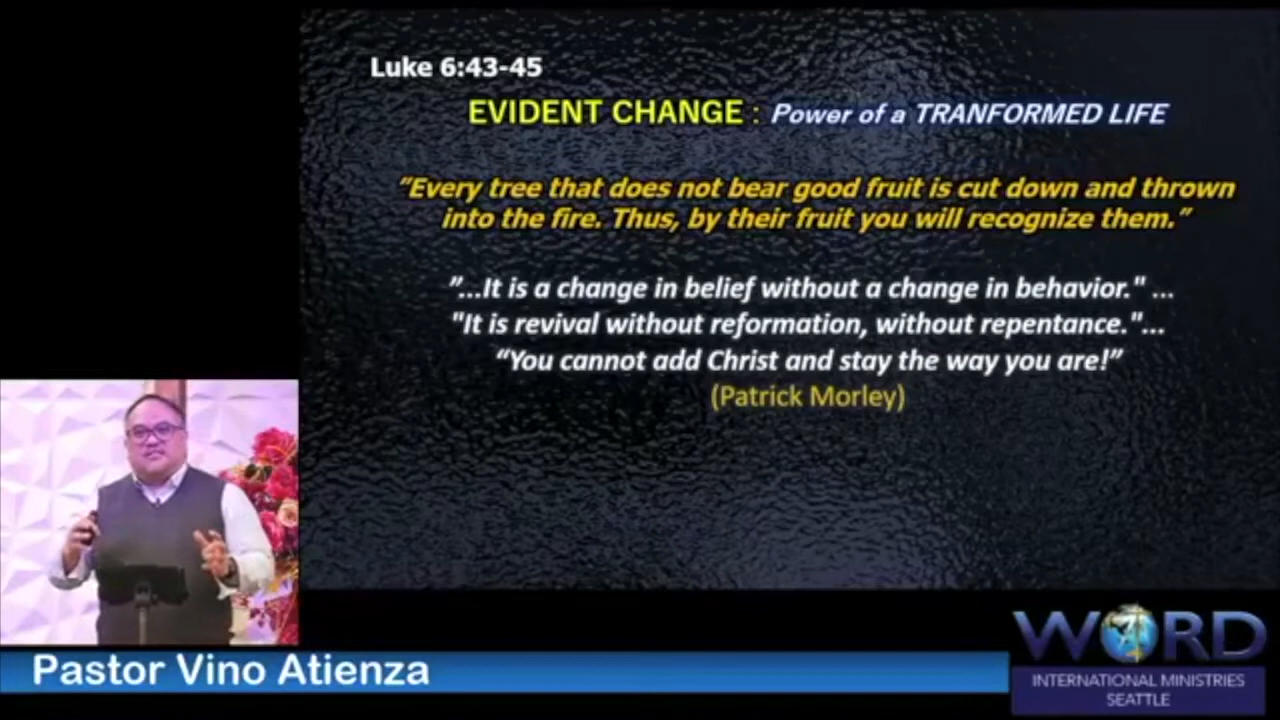 Luke 6:43-45
EVIDENT CHANGE : Power of a TRANFORMED LIFE
"Every tree that does not bear good fruit is cut down and thrown
into the fire. Thus, by their fruit you will recognize them."
"...It is a change in belief without a change in behavior." ...
"It is revival without reformation, without repentance."...
“You cannot add Christ and stay the way you are!”
(Patrick Morley)
Pastor Vino Atienza
WORD
INTERNATIONAL MINISTRIES
SEATTLE